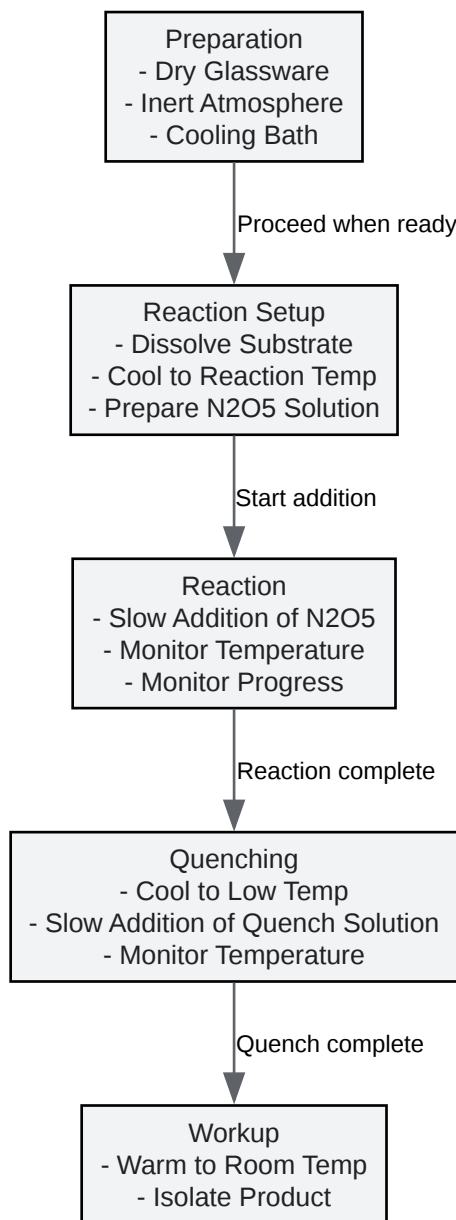 Preparation
- Dry Glassware
- Inert Atmosphere
- Cooling Bath
Proceed when ready
Reaction Setup
- Dissolve Substrate
- Cool to Reaction Temp
- Prepare N2O5 Solution
Start addition
Reaction
- Slow Addition of N2O5
- Monitor Temperature
- Monitor Progress
Reaction complete
Quenching
- Cool to Low Temp
- Slow Addition of Quench Solution
- Monitor Temperature
Quench complete
Workup
- Warm to Room Temp
- Isolate Product